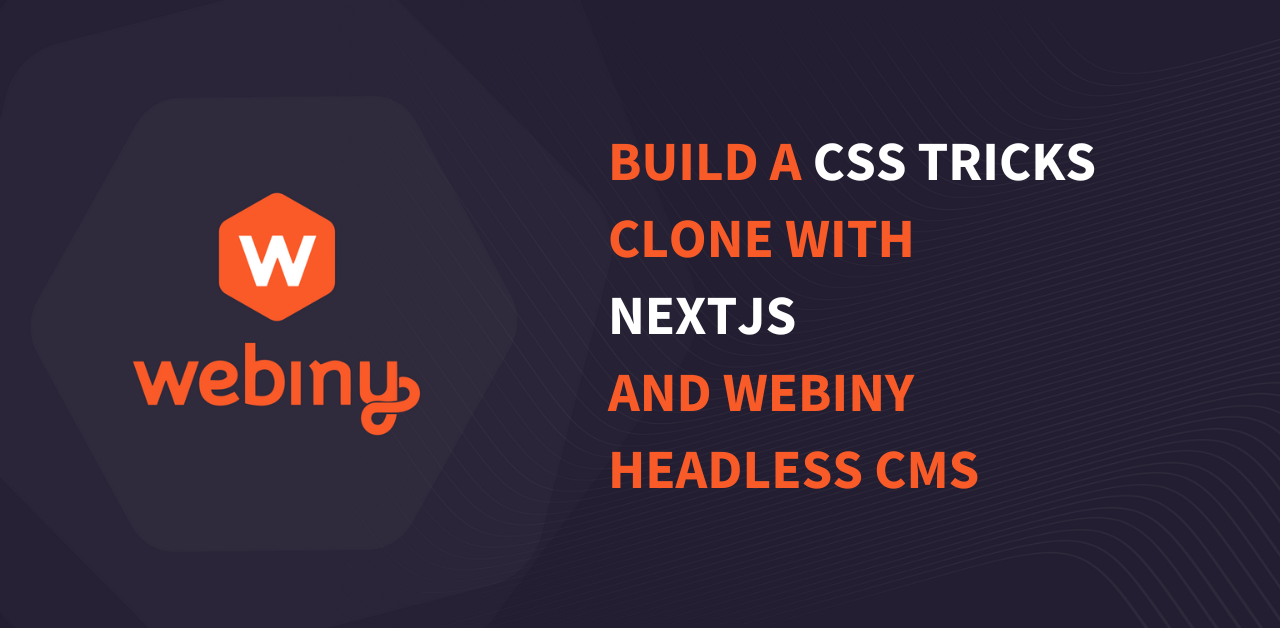 W
webiny
BUILD A CSS TRICKS
CLONE WITH
NEXTJS
AND WEBINY
HEADLESS CMS